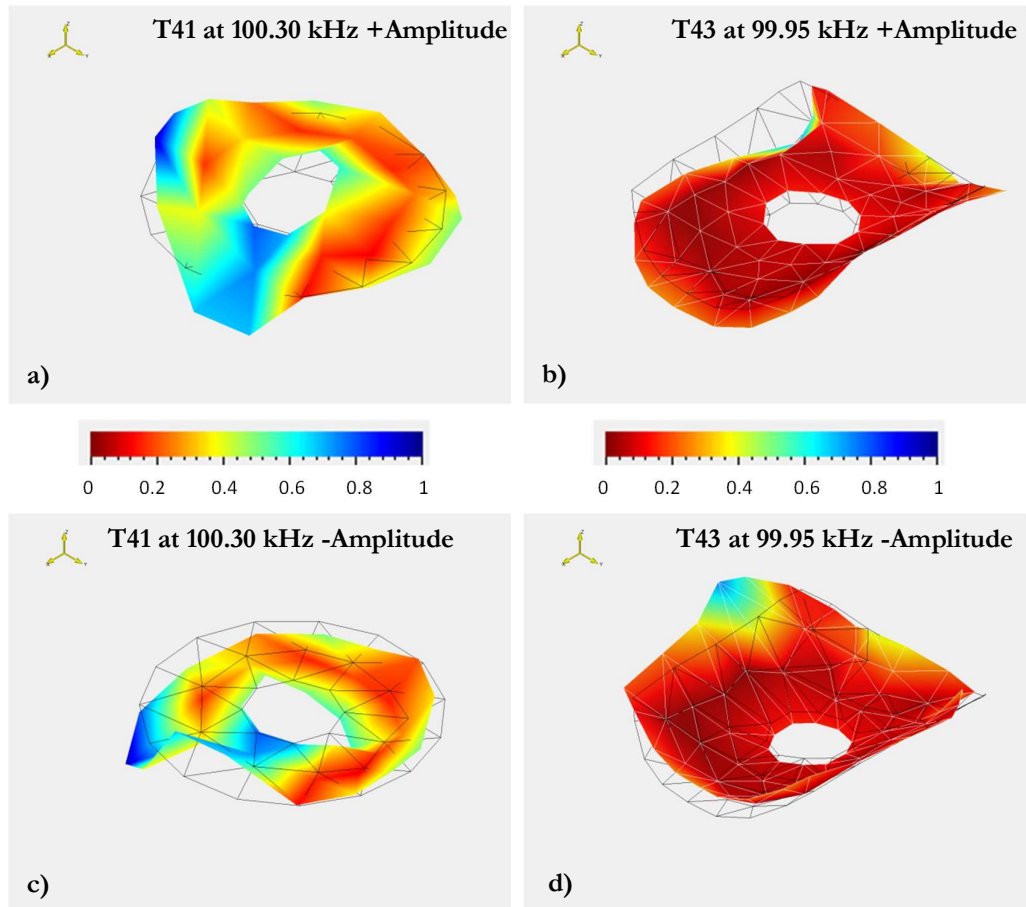 T41 at 100.30 kHz +Amplitude
T43 at 99.95 kHz +Amplitude
a)
b)
0 0.2 0.4 0.6 0.8 1
0 0.2 0.4 0.6 0.8 1
T41 at 100.30 kHz -Amplitude
T43 at 99.95 kHz -Amplitude
c)
d)